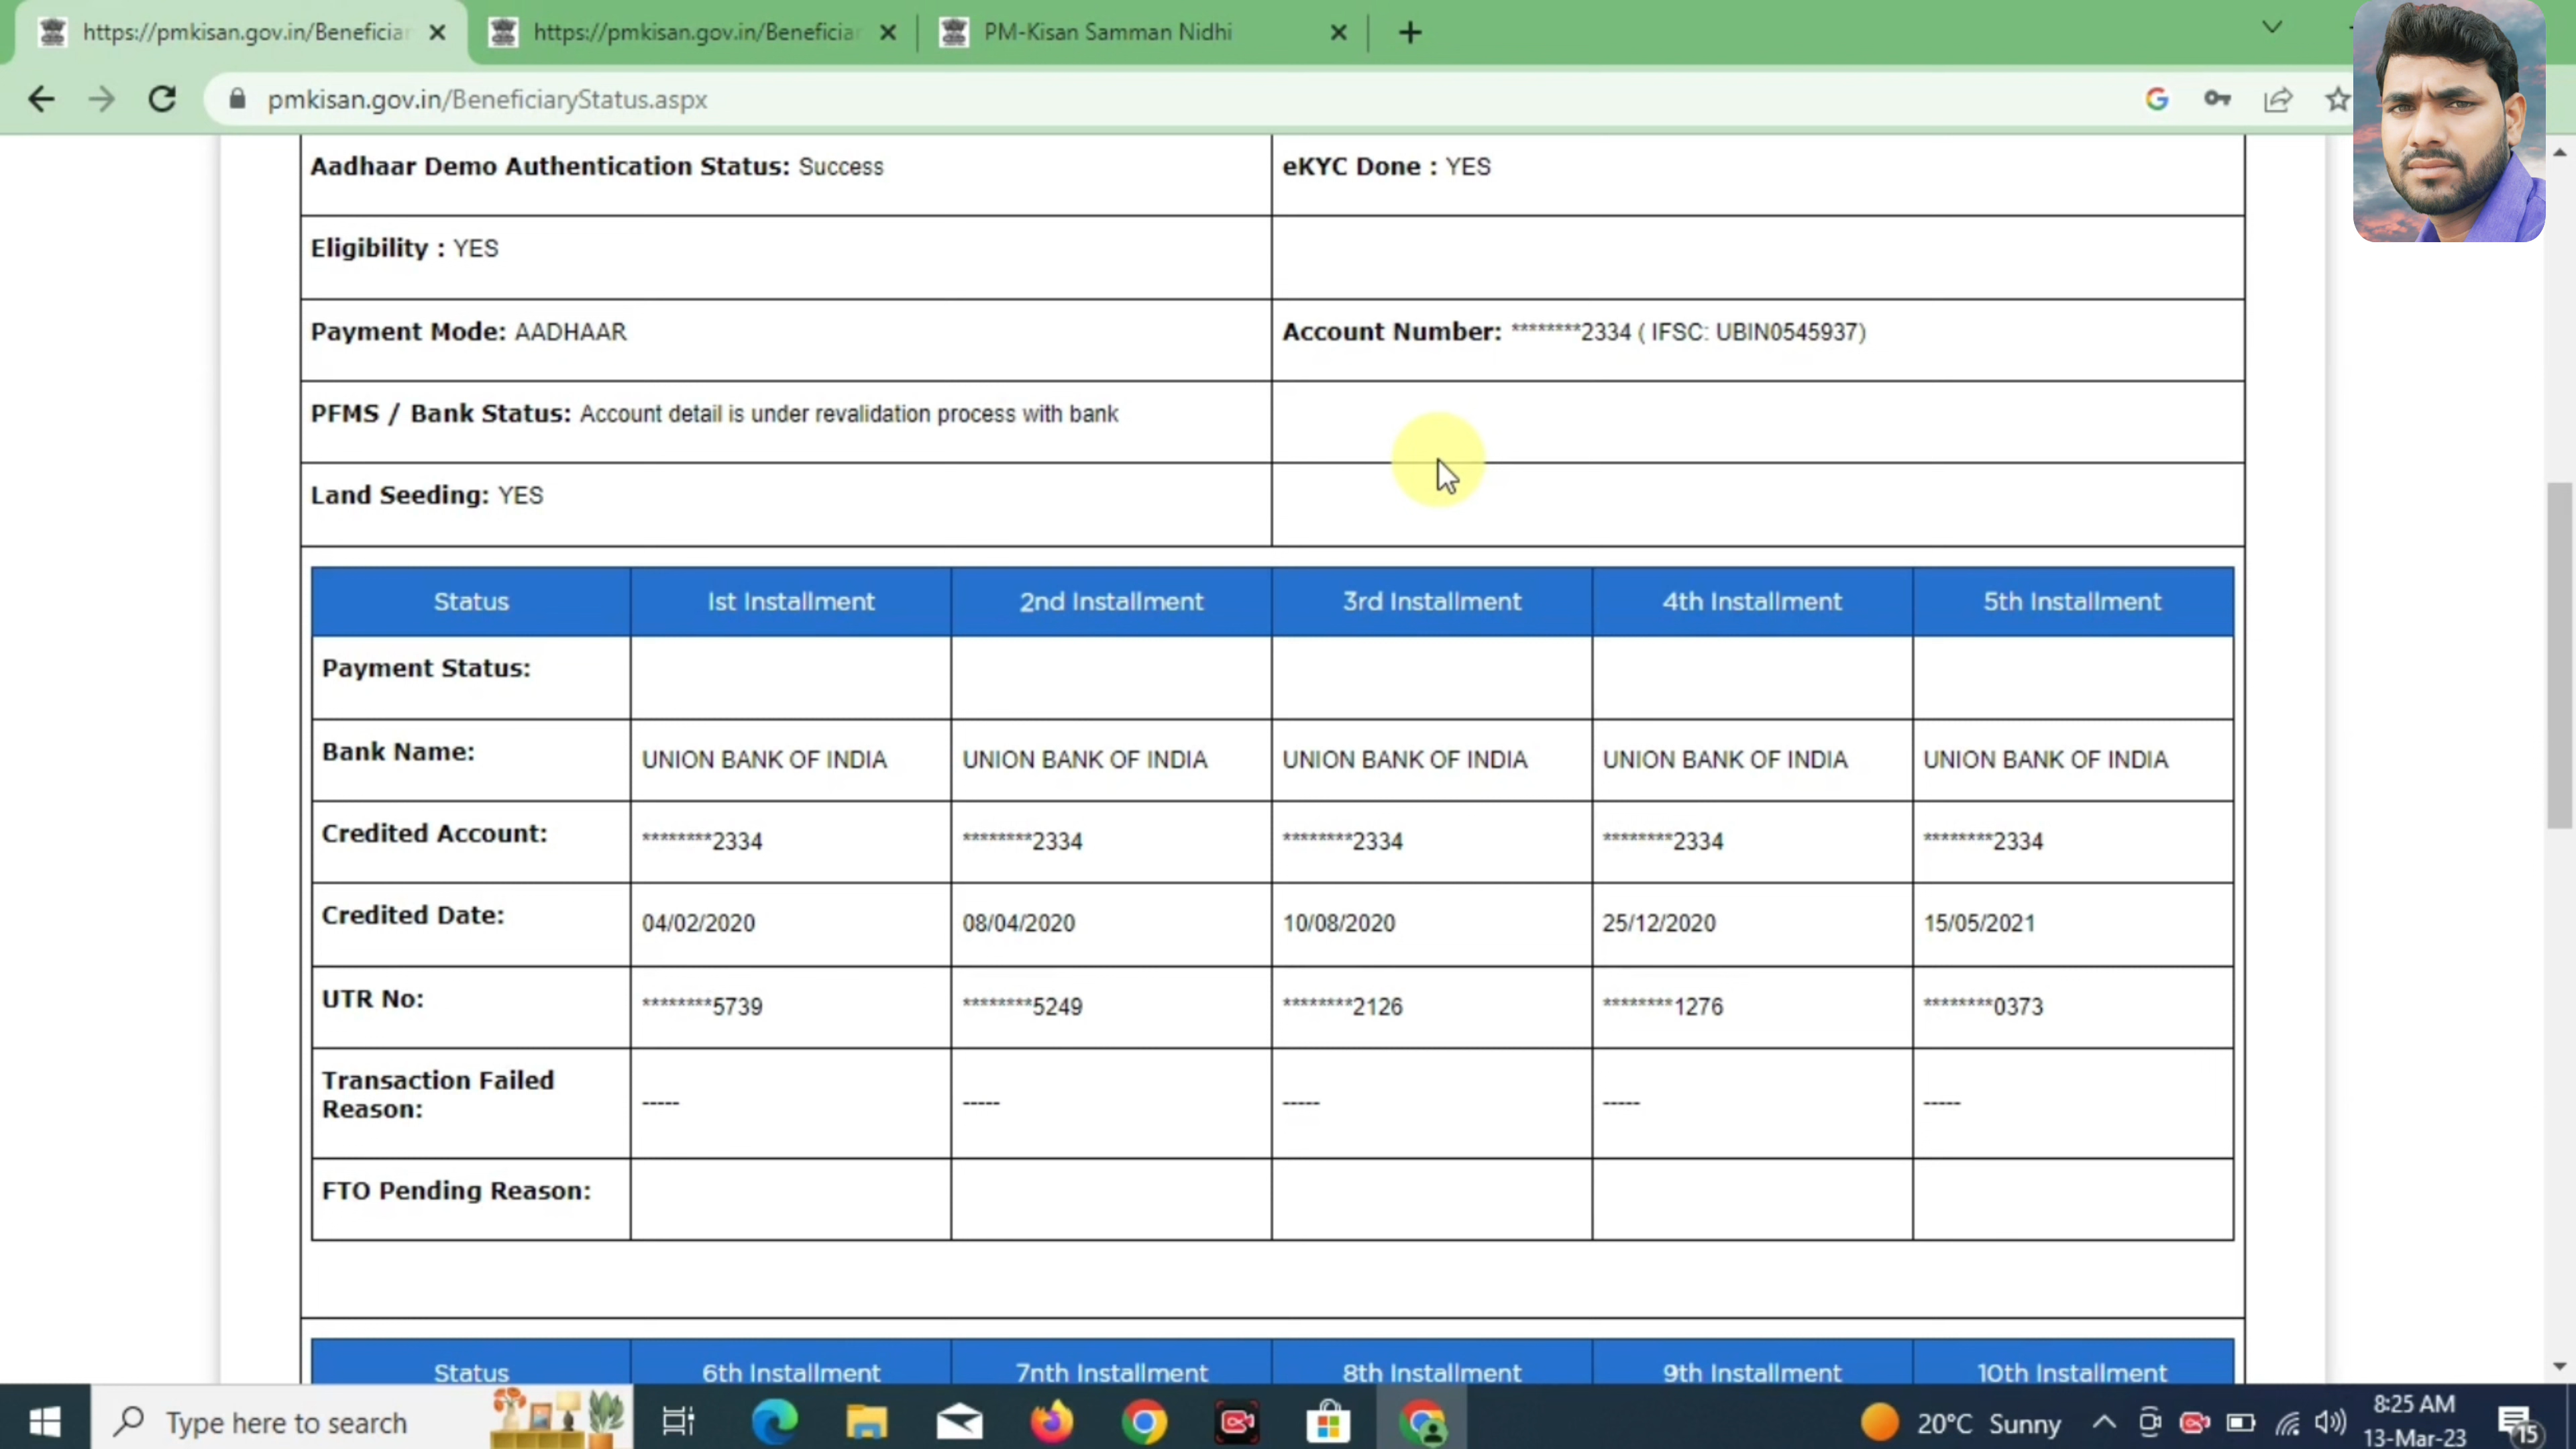 https://pmkisan.gov.in/Beneficiar
https://pmkisan.gov.in/Beneficiar
PM-Kisan Samman Nidhi
pmkisan.gov.in/BeneficiaryStatus.aspx
Aadhaar Demo Authentication Status: Success
eKYC Done : YES
Eligibility : YES
Payment Mode: AADHAAR
Account Number: ********2334 ( IFSC: UBIN0545937)
PFMS / Bank Status: Account detail is under revalidation process with bank
Land Seeding: YES
Status 1st Installment 2nd Installment 3rd Installment 4th Installment 5th Installment
Payment Status:
Bank Name: UNION BANK OF INDIA UNION BANK OF INDIA UNION BANK OF INDIA UNION BANK OF INDIA UNION BANK OF INDIA
Credited Account: ********2334 ********2334 ********2334 ********2334 ********2334
Credited Date: 04/02/2020 08/04/2020 10/08/2020 25/12/2020 15/05/2021
UTR No: ********5739 ********5249 ********2126 ********1276 ********0373
Transaction Failed
Reason: ----- ----- ----- ----- -----
FTO Pending Reason:
Status 6th Installment 7nth Installment 8th Installment 9th Installment 10th Installment
Type here to search
20°C Sunny
8:25 AM
13-Mar-23
15